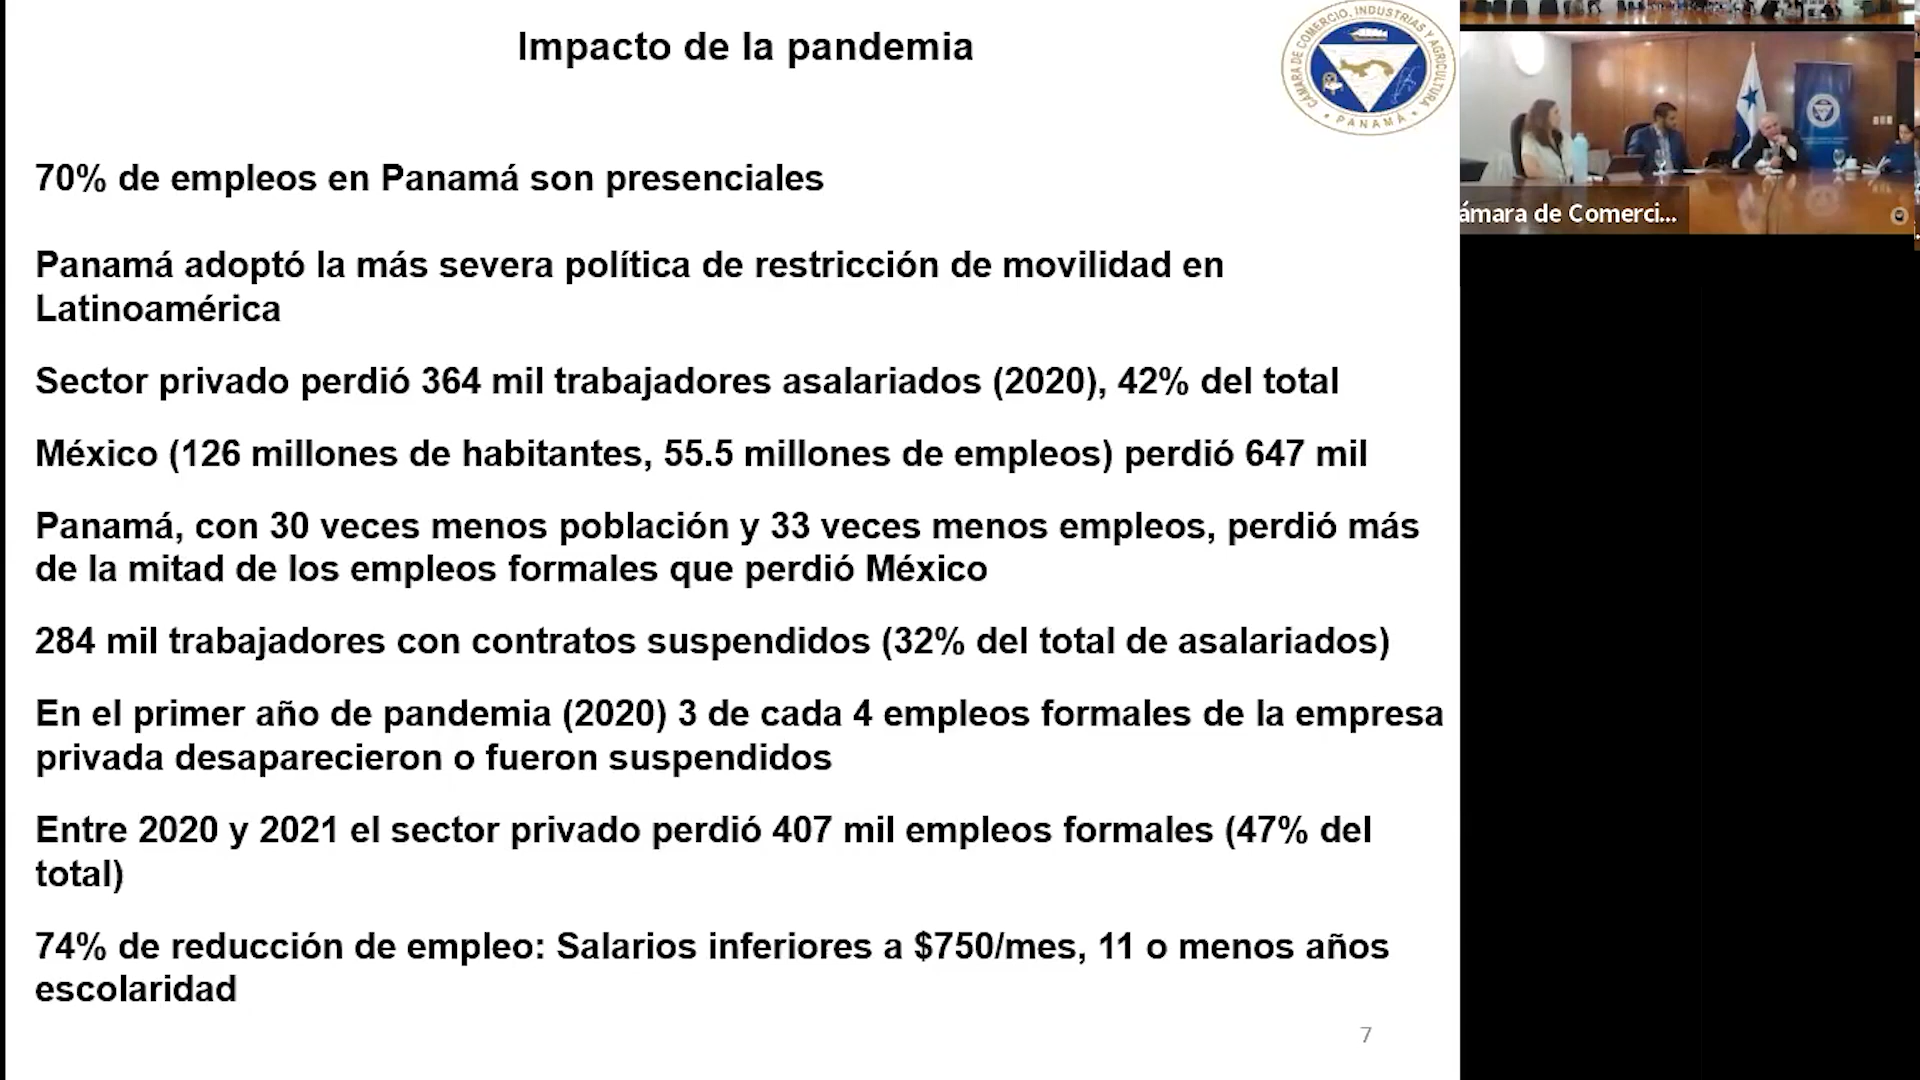 Impacto de la pandemia
CÁMARA DE COMERCIO, INDUSTRIAS Y AGRICULTURA
• PANAMÁ •
70% de empleos en Panamá son presenciales
Panamá adoptó la más severa política de restricción de movilidad en
Latinoamérica
Sector privado perdió 364 mil trabajadores asalariados (2020), 42% del total
México (126 millones de habitantes, 55.5 millones de empleos) perdió 647 mil
Panamá, con 30 veces menos población y 33 veces menos empleos, perdió más
de la mitad de los empleos formales que perdió México
284 mil trabajadores con contratos suspendidos (32% del total de asalariados)
En el primer año de pandemia (2020) 3 de cada 4 empleos formales de la empresa
privada desaparecieron o fueron suspendidos
Entre 2020 y 2021 el sector privado perdió 407 mil empleos formales (47% del
total)
74% de reducción de empleo: Salarios inferiores a $750/mes, 11 o menos años
escolaridad
7
ámara de Comerci...